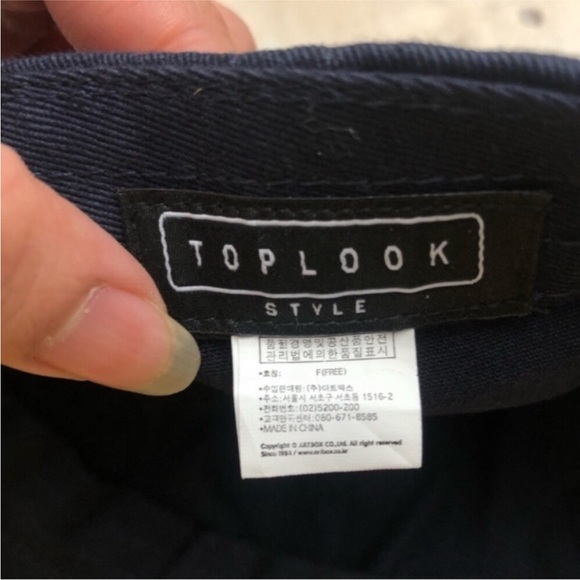 TOPLOOK
STYLE
품질경영및공산품안전
관리법에의한품질표시
•호칭: F(FREE)
•수입판매원: (주)아트박스
•주소: 서울시 서초구 서초동 1516-2
•전화번호: (02)5200-200
•고객만족센터: 080-671-8585
•MADE IN CHINA
Copyright © ARTBOX CO.,Ltd. All right reserved
Since 1984 / www.artbox.co.kr